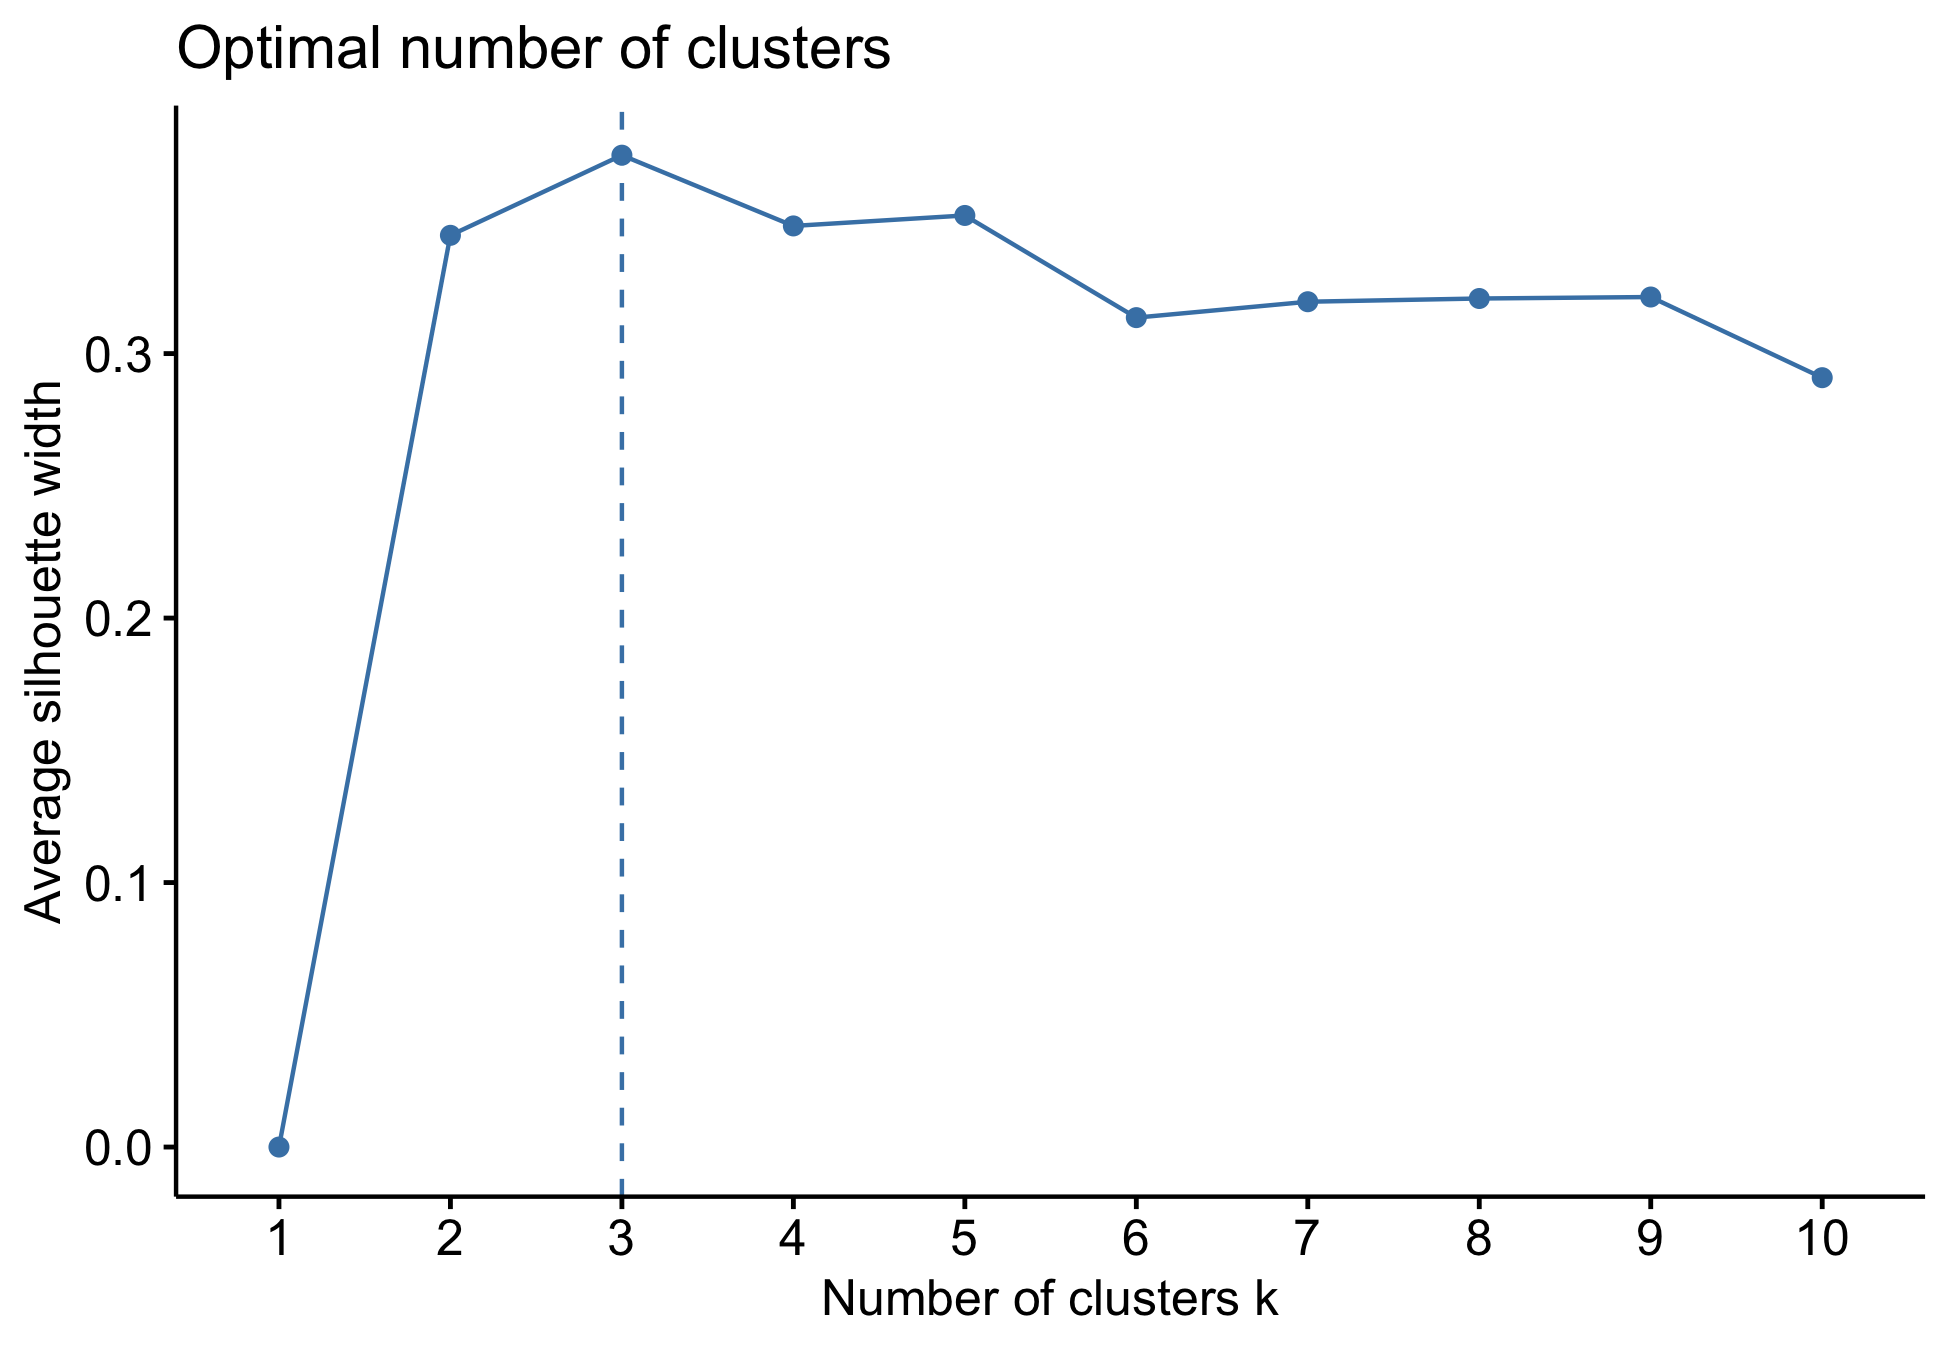 Optimal number of clusters
Average silhouette width
0.3
0.2
0.1
0.0
1 2 3 4 5 6 7 8 9 10
Number of clusters k